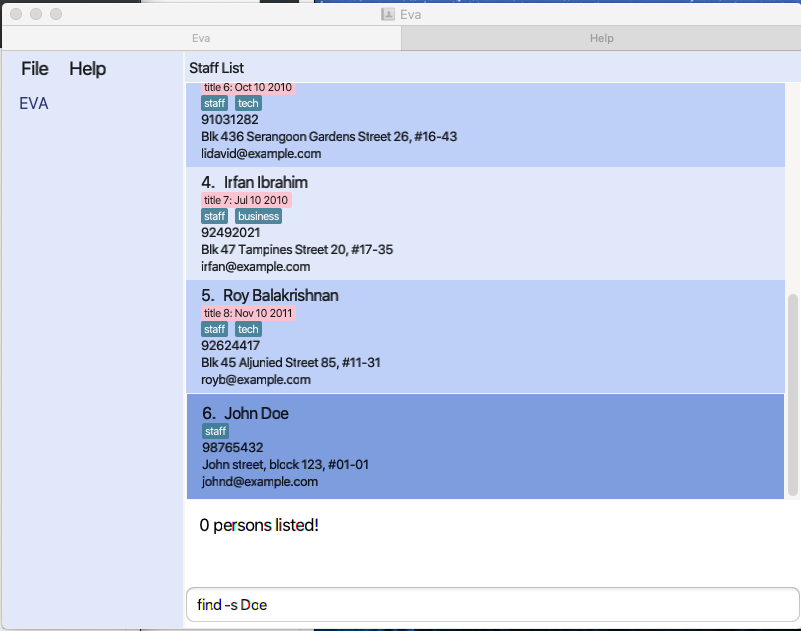 Eva
Eva
Help
File Help
Staff List
EVA
title 6: Oct 10 2010
staff tech
91031282
Blk 436 Serangoon Gardens Street 26, #16-43
lidavid@example.com
4. Irfan Ibrahim
title 7: Jul 10 2010
staff business
92492021
Blk 47 Tampines Street 20, #17-35
irfan@example.com
5. Roy Balakrishnan
title 8: Nov 10 2011
staff tech
92624417
Blk 45 Aljunied Street 85, #11-31
royb@example.com
6. John Doe
staff
98765432
John street, block 123, #01-01
johnd@example.com
0 persons listed!
find -s Doe